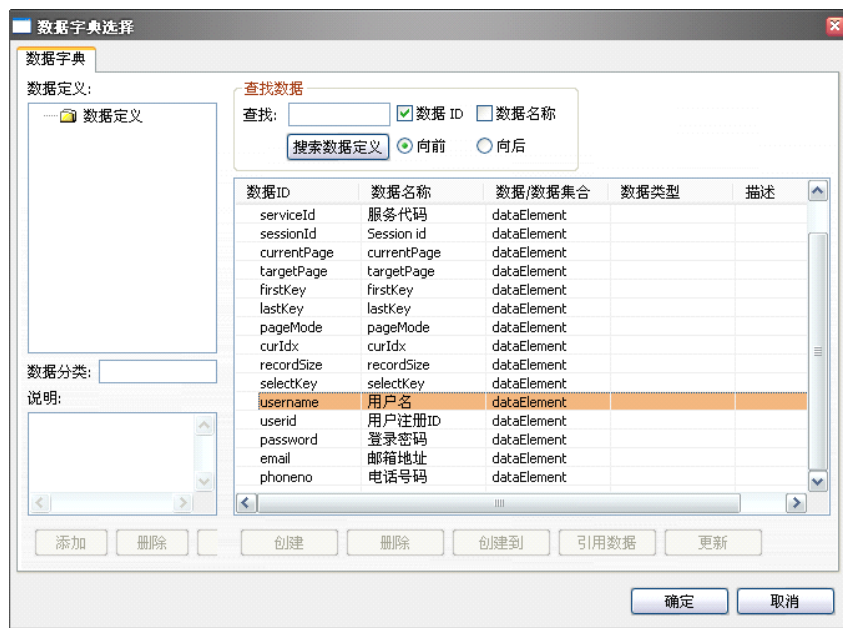 数据字典选择
数据字典
数据定义:
数据定义
查找数据
查找: 数据 ID 数据名称
搜索数据定义 向前 向后
数据ID 数据名称 数据/数据集合 数据类型 描述
serviceId 服务代码 dataElement
sessionId Session id dataElement
currentPage currentPage dataElement
targetPage targetPage dataElement
firstKey firstKey dataElement
lastKey lastKey dataElement
pageMode pageMode dataElement
curIdx curIdx dataElement
recordSize recordSize dataElement
selectKey selectKey dataElement
username 用户名 dataElement
userid 用户注册ID dataElement
password 登录密码 dataElement
email 邮箱地址 dataElement
phoneno 电话号码 dataElement
数据分类:
说明:
添加 删除 创建 删除 创建到 引用数据 更新
确定 取消